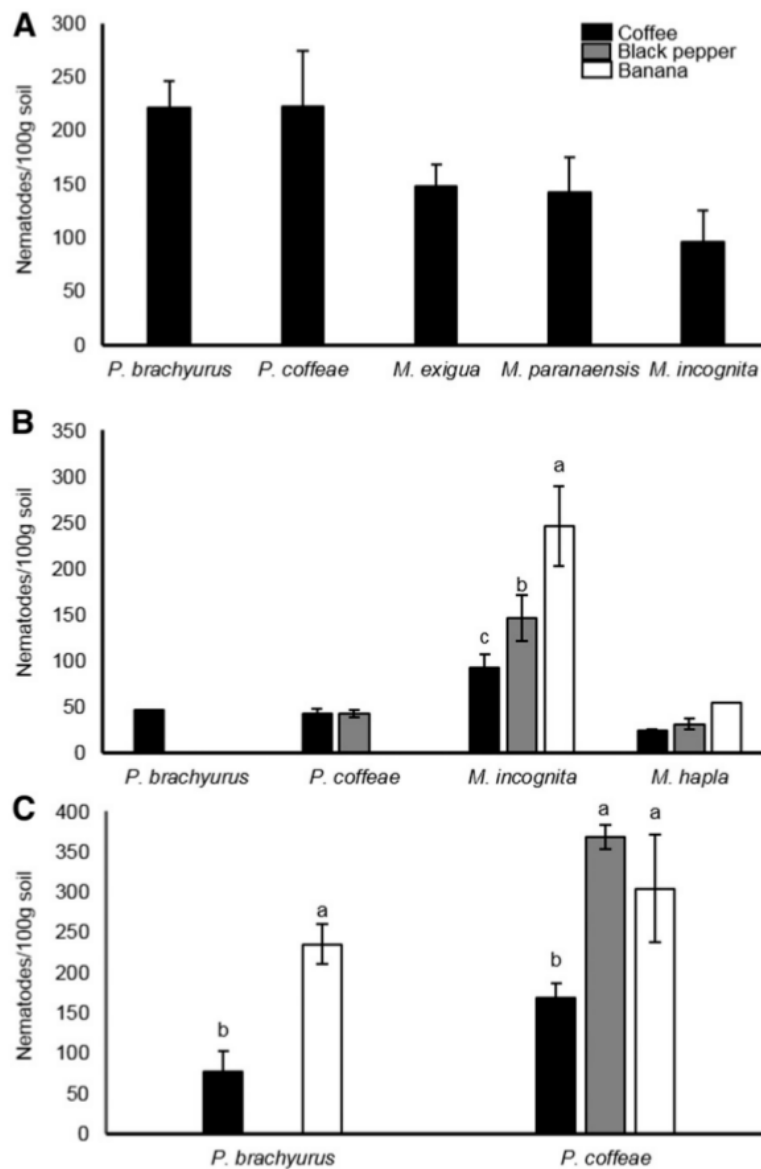 A
300
250
200
150
100
50
0
Nematodes/100g soil
Coffee
Black pepper
Banana
P. brachyurus P. coffeae M. exigua M. paranaensis M. incognita
B
350
300
250
200
150
100
50
0
Nematodes/100g soil
c
b
a
P. brachyurus P. coffeae M. incognita M. hapla
C
400
350
300
250
200
150
100
50
0
Nematodes/100g soil
b
a
b
a
a
P. brachyurus P. coffeae